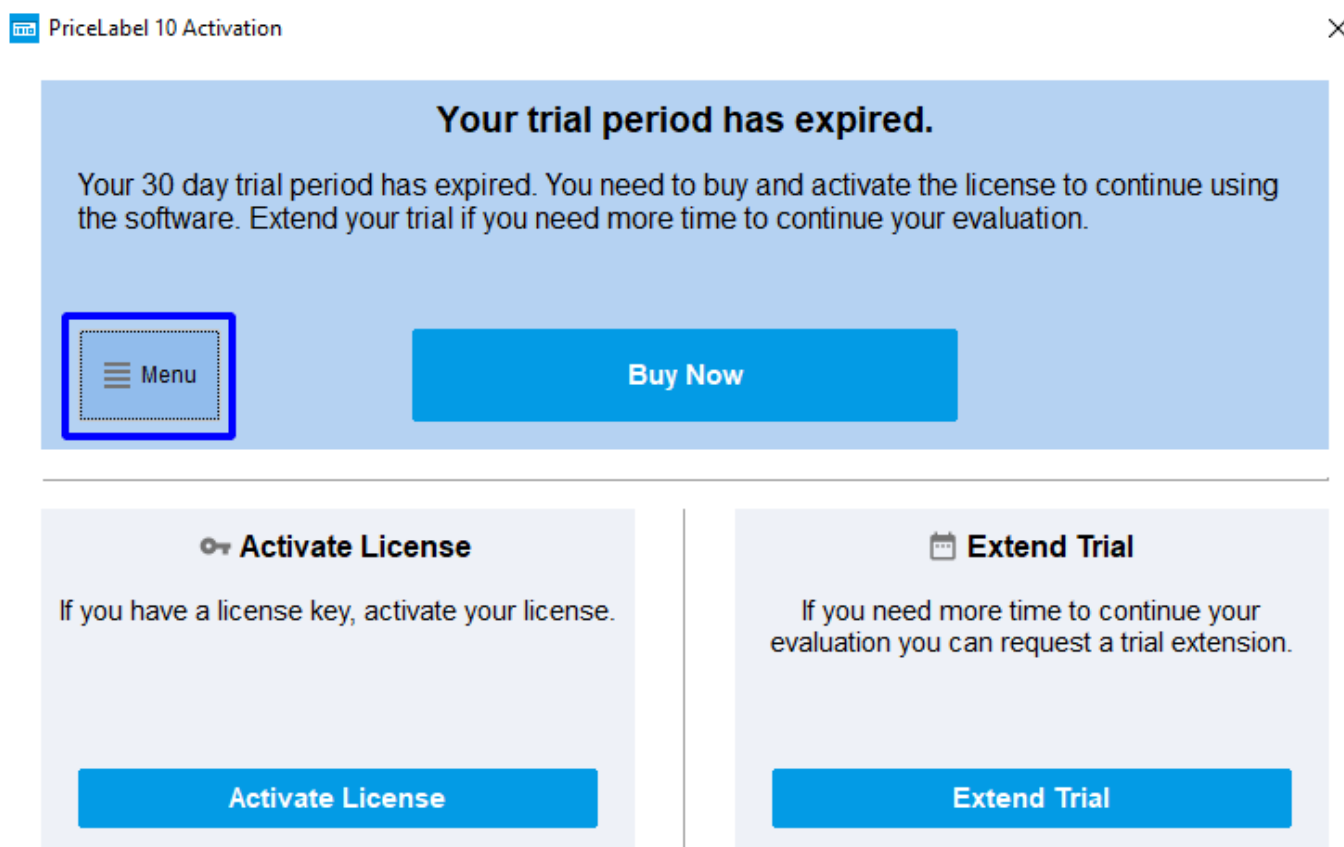 PriceLabel 10 Activation
Your trial period has expired.
Your 30 day trial period has expired. You need to buy and activate the license to continue using
the software. Extend your trial if you need more time to continue your evaluation.
Menu
Buy Now
Activate License
If you have a license key, activate your license.
Activate License
Extend Trial
If you need more time to continue your
evaluation you can request a trial extension.
Extend Trial